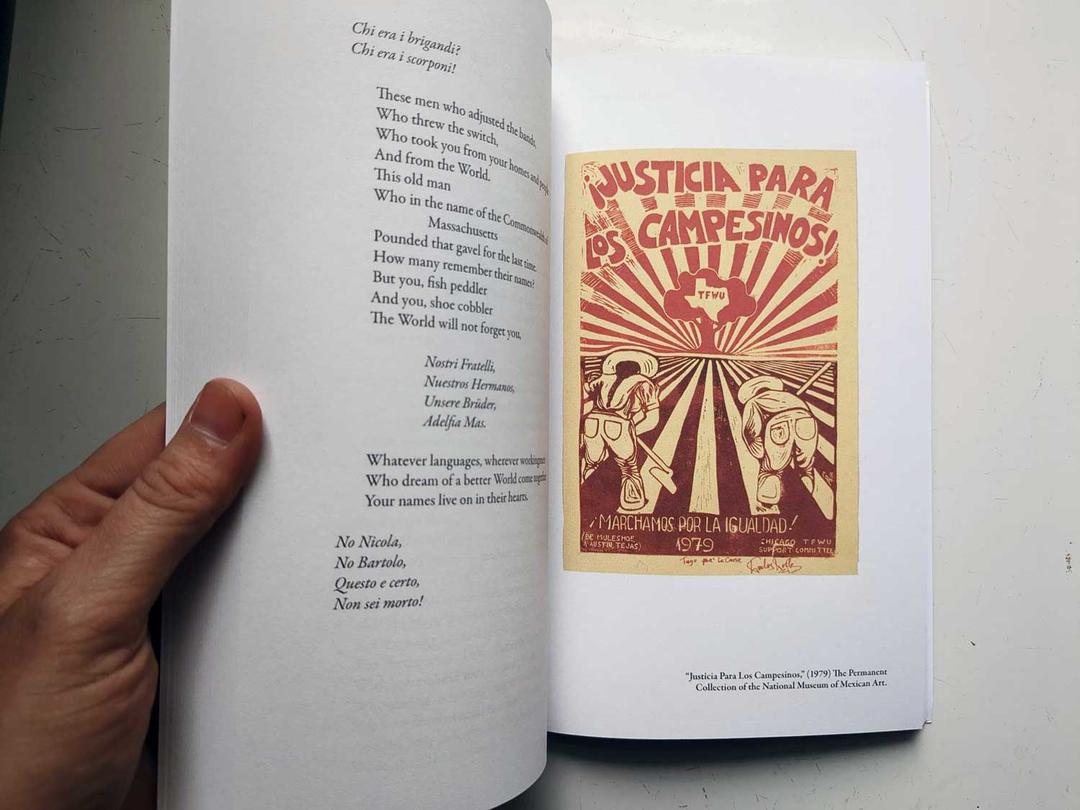 Chi era i brigandi?
Chi era i scorponi!
These men who adjusted the bands,
Who threw the switch,
Who took you from your homes and people
And from the World.
This old man
Who in the name of the Commonwealth of
Massachusetts
Pounded that gavel for the last time.
How many remember their names?
But you, fish peddler
And you, shoe cobbler
The World will not forget you,
Nostri Fratelli,
Nuestros Hermanos,
Unsere Brüder,
Adelfia Mas.
Whatever languages, wherever
Who dream of a better World come together
Your names live on in their hearts.
No Nicola,
No Bartolo,
Questo e certo,
Non sei morto!
¡JUSTICIA PARA
LOS CAMPESINOS!
TFWU
¡MARCHAMOS POR LA IGUALDAD!
(DE MULESHOE
A AUSTIN, TEJAS)
1979
CHICAGO TFWU
SUPPORT COMMITTEE
"Justicia Para Los Campesinos," (1979) The Permanent
Collection of the National Museum of Mexican Art.